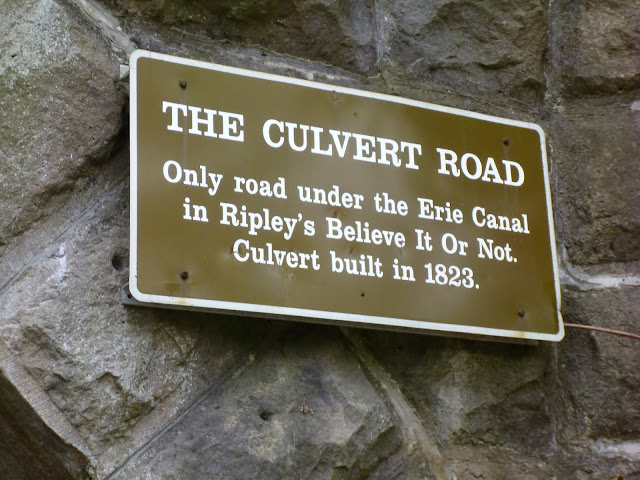 THE CULVERT ROAD
Only road under the Erie Canal
in Ripley's Believe It Or Not.
Culvert built in 1823.